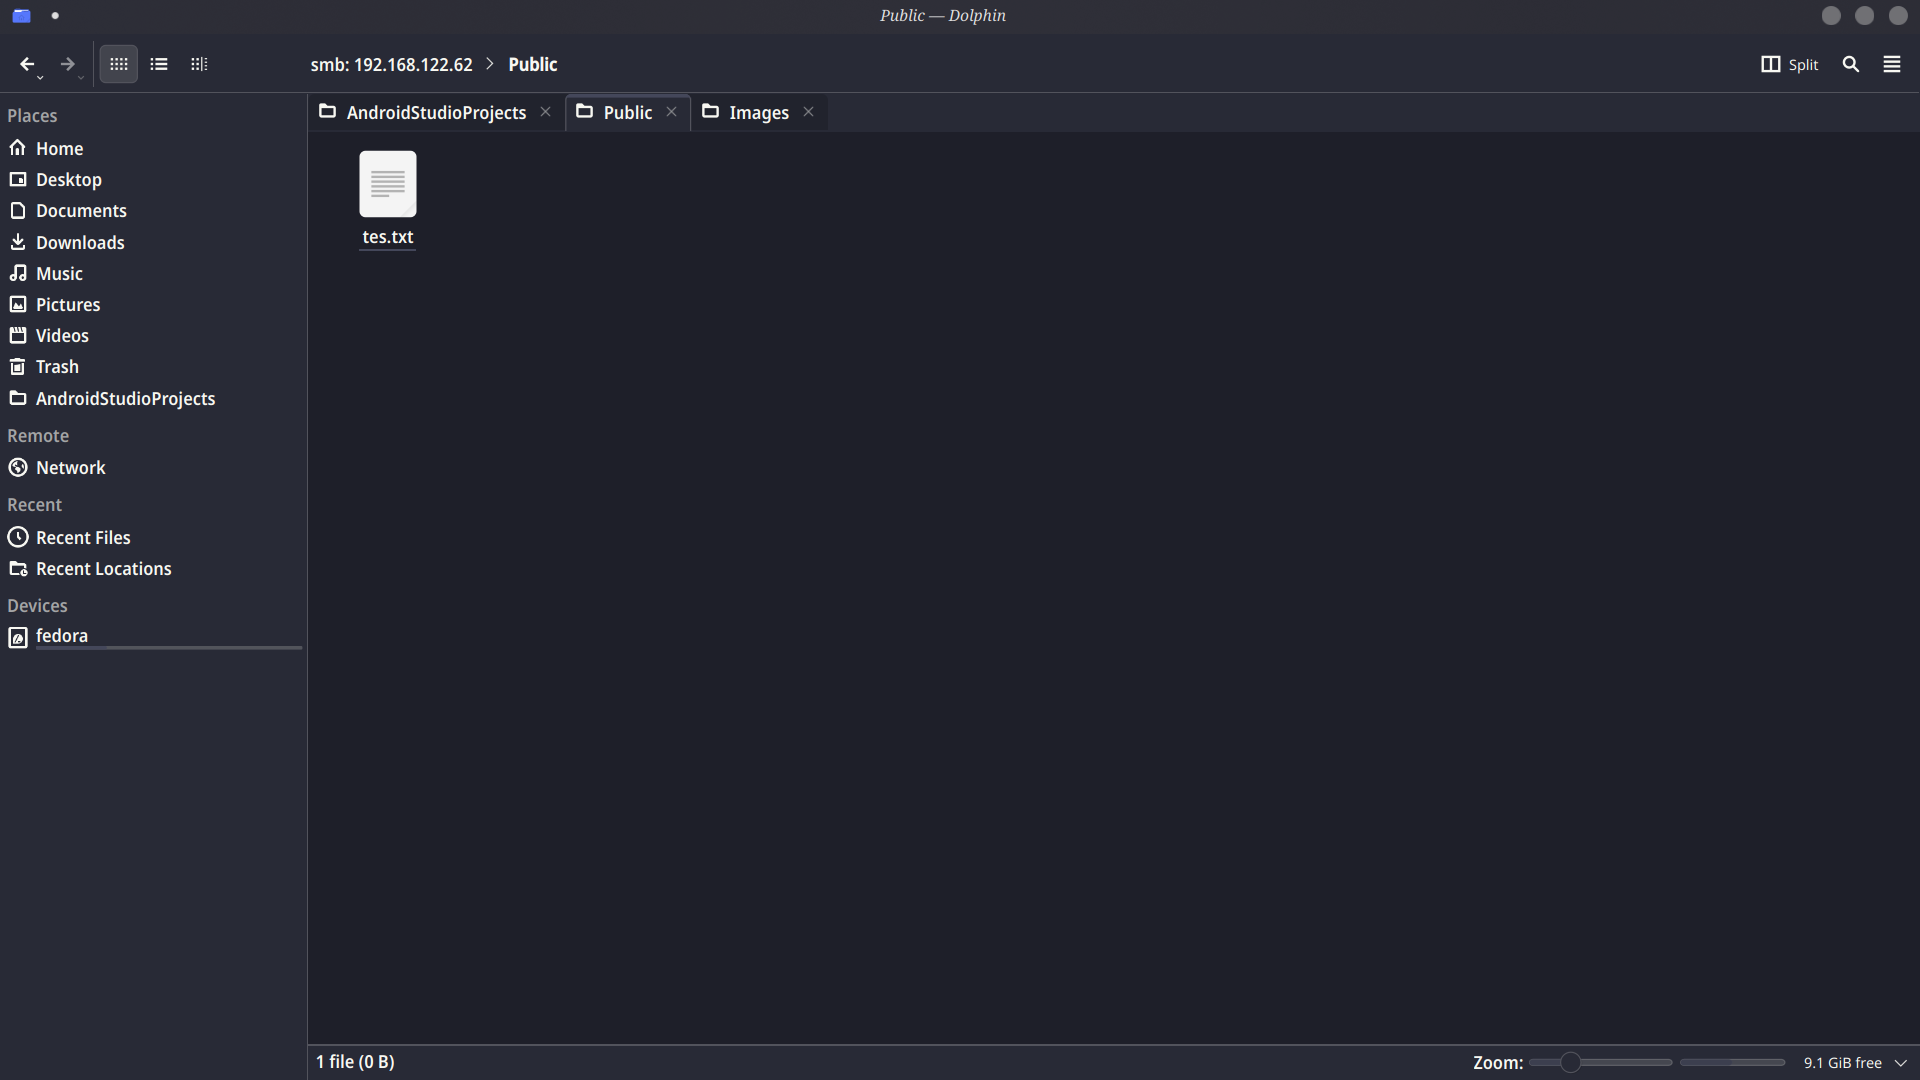 Public — Dolphin
smb: 192.168.122.62 > Public
Split
Places
Home
Desktop
Documents
Downloads
Music
Pictures
Videos
Trash
AndroidStudioProjects
Remote
Network
Recent
Recent Files
Recent Locations
Devices
fedora
AndroidStudioProjects
Public
Images
tes.txt
1 file (0 B)
Zoom:
9.1 GiB free